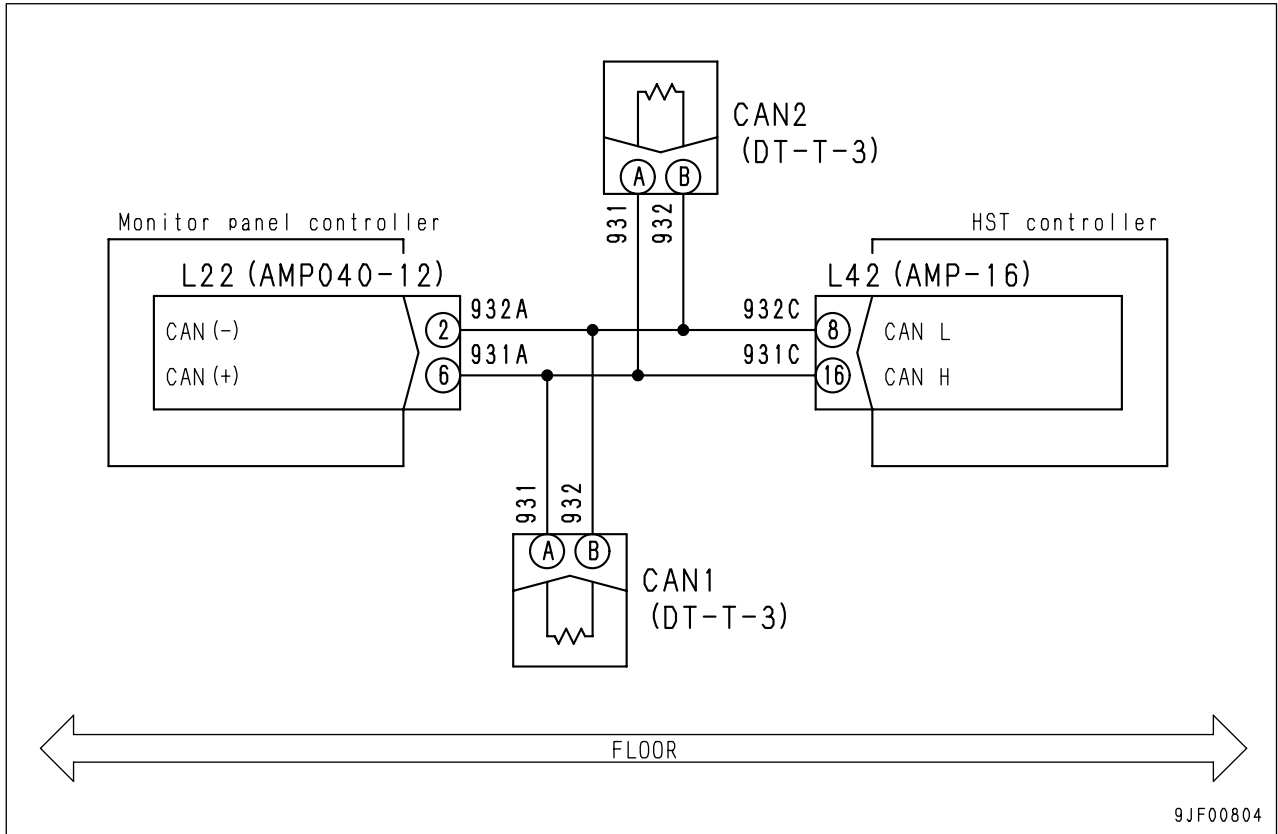 CAN2
(DT-T-3)
A B
931
932
Monitor panel controller
HST controller
L22 (AMP040-12)
L42 (AMP-16)
CAN (-) 2 932A 932C 8 CAN L
CAN (+) 6 931A 931C 16 CAN H
931
932
A B
CAN1
(DT-T-3)
FLOOR
9JF00804